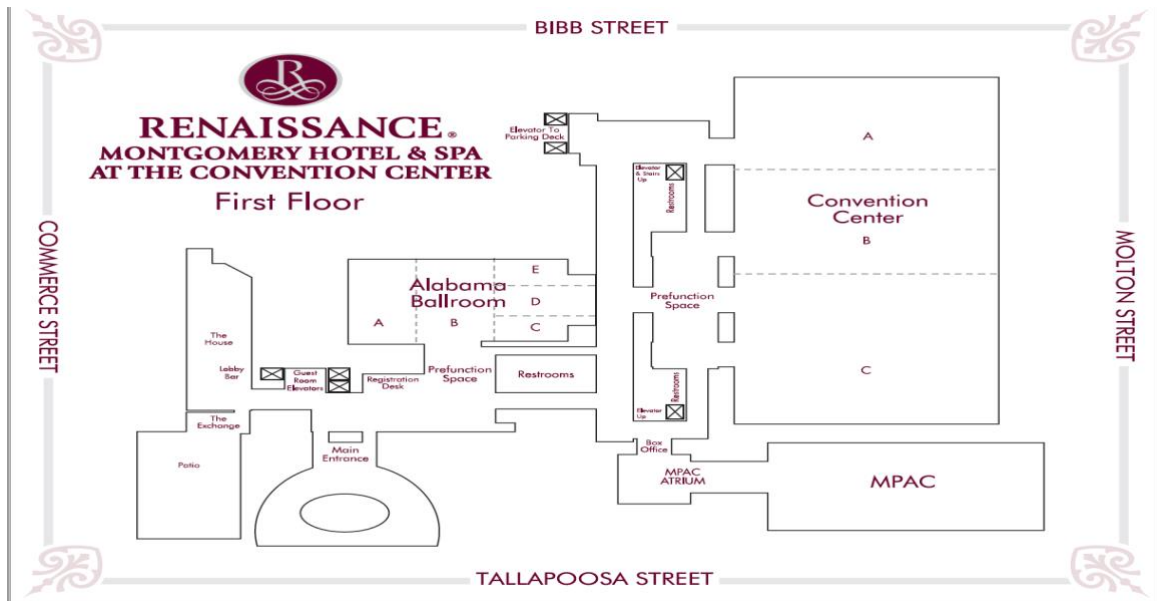 BIBB STREET
R
RENAISSANCE®
MONTGOMERY HOTEL & SPA
AT THE CONVENTION CENTER
First Floor
COMMERCE STREET
MOLTON STREET
Elevator To
Parking Deck
Elevator
& Stairs
Up
Restrooms
A
Convention
Center
B
C
Prefunction
Space
Alabama
Ballroom
A
B
E
D
C
The
House
Lobby
Bar
Guest
Room
Elevators
Registration
Desk
Prefunction
Space
Restrooms
Restrooms
Elevator
Up
The
Exchange
Patio
Main
Entrance
Box
Office
MPAC
ATRIUM
MPAC
TALLAPOOSA STREET